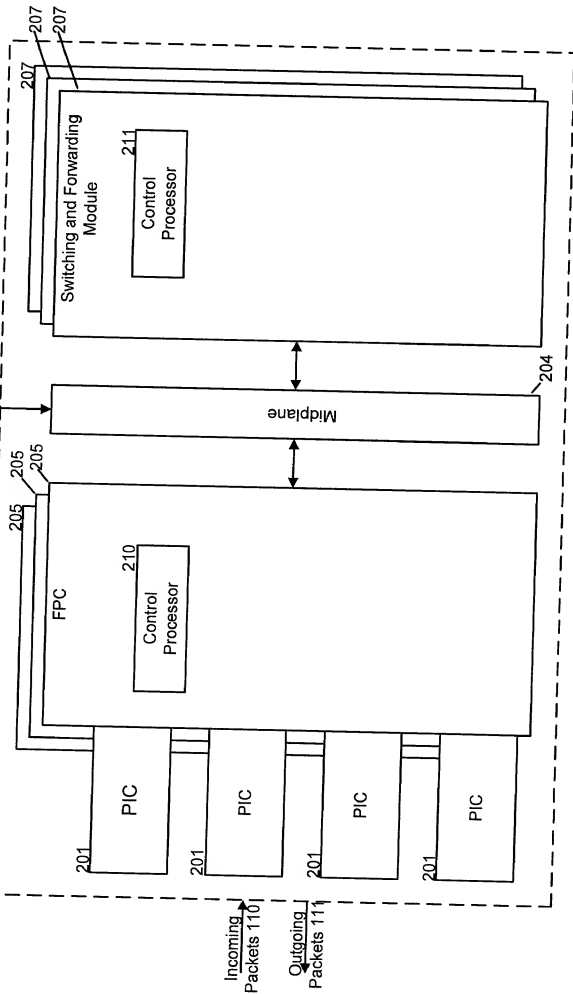 207
207
207
Switching and Forwarding
Module
211
Control
Processor
204
Midplane
205
205
205
FPC
210
Control
Processor
201
PIC
201
PIC
201
PIC
201
PIC
Incoming
Packets 110
Outgoing
Packets 111